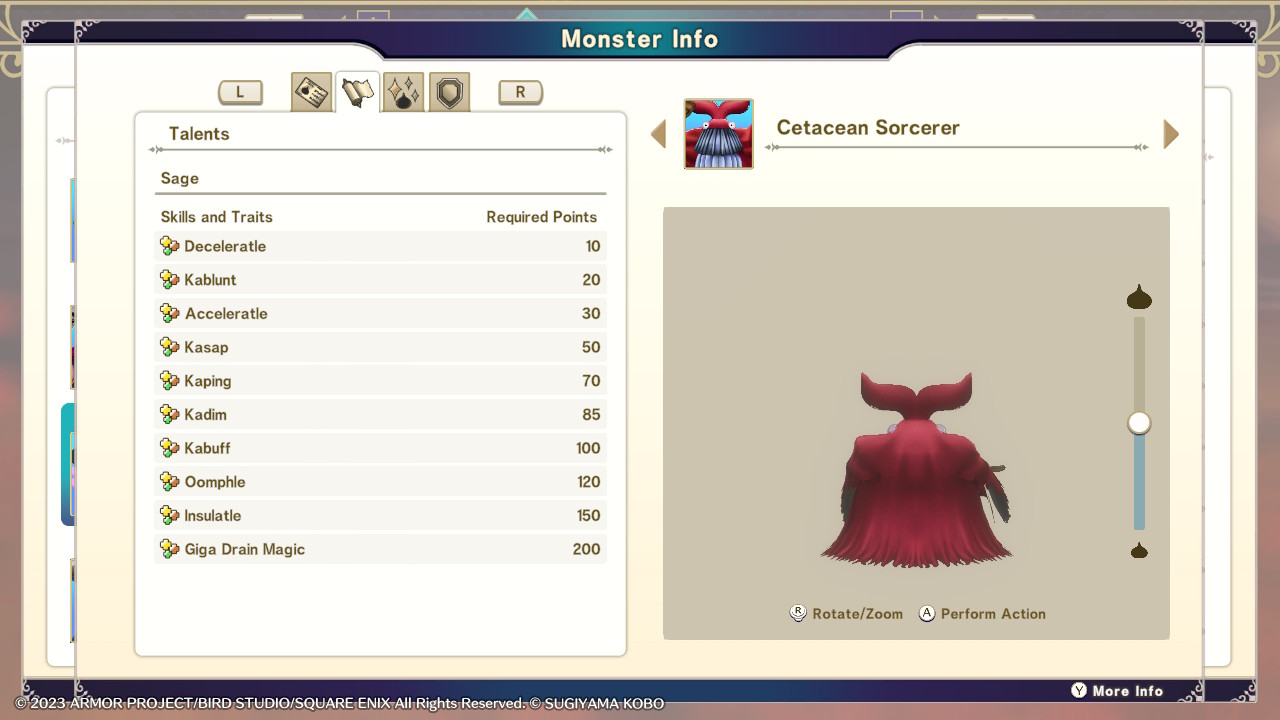 Monster Info
L
R
Talents
Sage
Skills and Traits Required Points
Deceleratle 10
Kablunt 20
Acceleratle 30
Kasap 50
Kaping 70
Kadim 85
Kabuff 100
Oomphle 120
Insulatle 150
Giga Drain Magic 200
Cetacean Sorcerer
R Rotate/Zoom A Perform Action
Y More Info
© 2023 ARMOR PROJECT/BIRD STUDIO/SQUARE ENIX All Rights Reserved. © SUGIYAMA KOBO